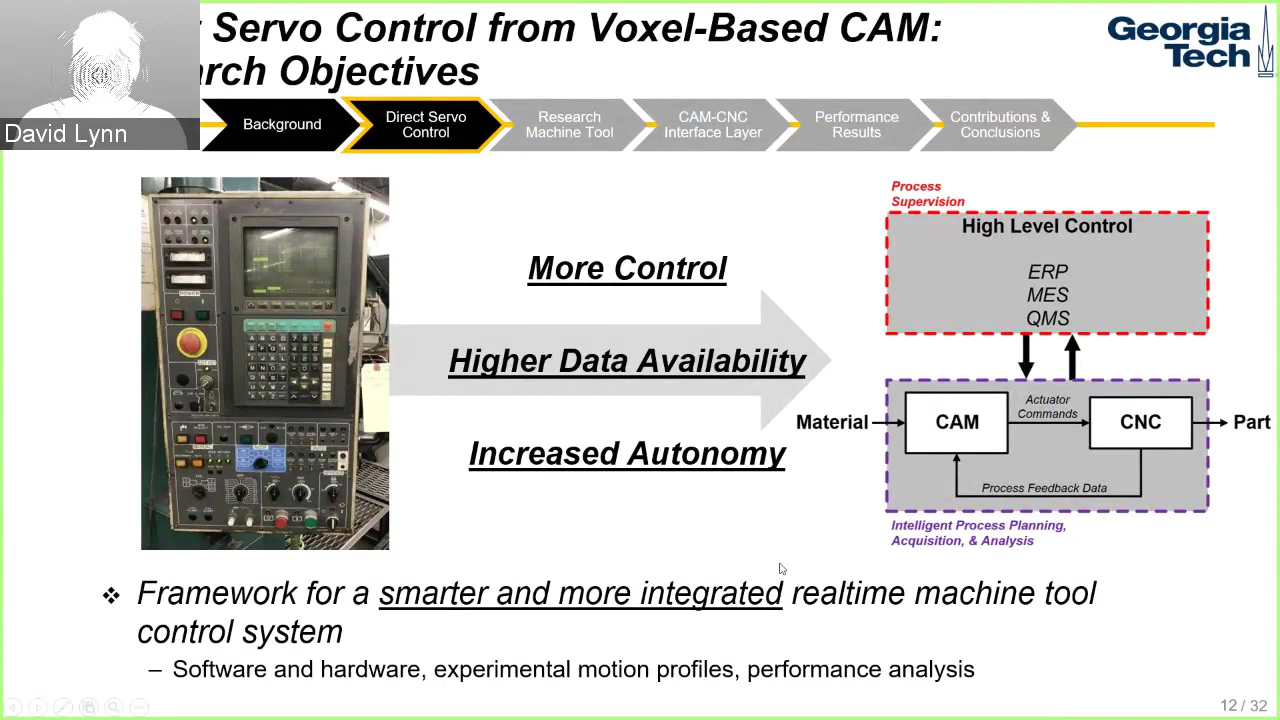 Servo Control from Voxel-Based CAM:
Objectives
Georgia
Tech
David Lynn
Background
Direct Servo
Control
Research
Machine Tool
CAM-CNC
Interface Layer
Performance
Results
Contributions &
Conclusions
More Control
Higher Data Availability
Increased Autonomy
Process
Supervision
High Level Control
ERP
MES
QMS
Material
CAM
Actuator
Commands
CNC
Part
Process Feedback Data
Intelligent Process Planning,
Acquisition, & Analysis
❖ Framework for a smarter and more integrated realtime machine tool
control system
– Software and hardware, experimental motion profiles, performance analysis
12 / 32